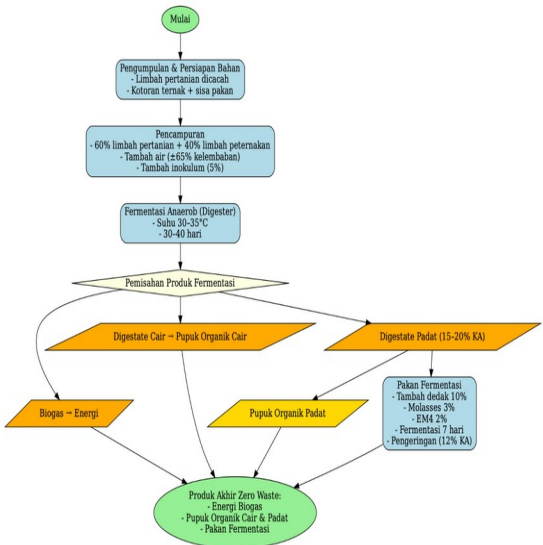 Mulai
Pengumpulan & Persiapan Bahan
- Limbah pertanian dicacah
- Kotoran ternak + sisa pakan
Pencampuran
- 60% limbah pertanian + 40% limbah peternakan
- Tambah air (±65% kelembaban)
- Tambah inokulum (5%)
Fermentasi Anaerob (Digester)
- Suhu 30–35°C
- 30–40 hari
Pemisahan Produk Fermentasi
Digestate Cair → Pupuk Organik Cair
Digestate Padat (15–20% KA)
Biogas → Energi
Pupuk Organik Padat
Pakan Fermentasi
- Tambah dedak 10%
- Molasses 3%
- EM4 2%
- Fermentasi 7 hari
- Pengeringan (12% KA)
Produk Akhir Zero Waste:
- Energi Biogas
- Pupuk Organik Cair & Padat
- Pakan Fermentasi